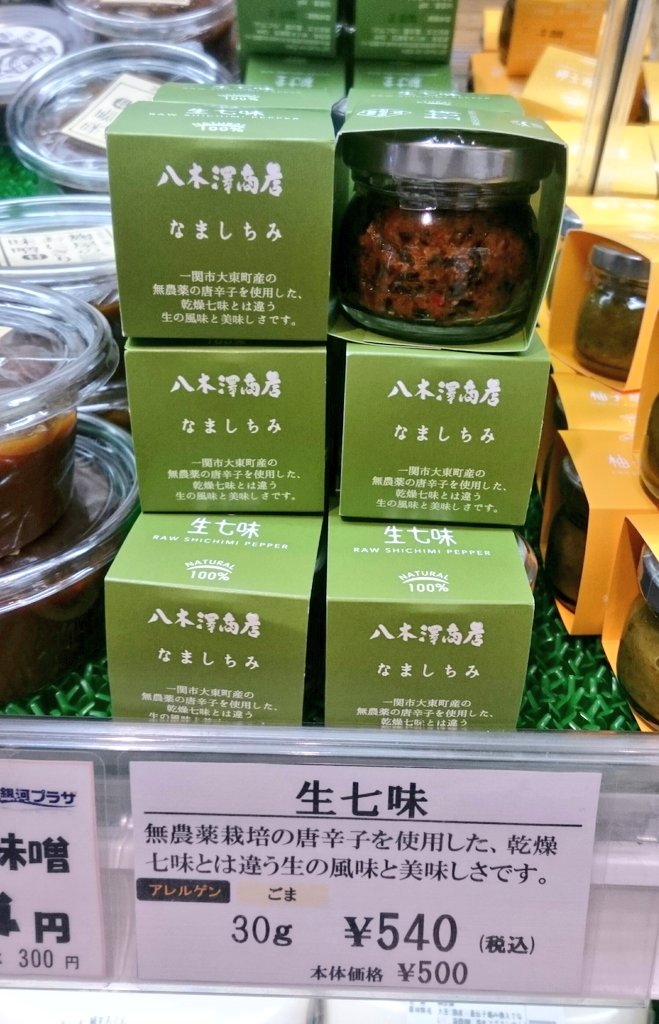 生七味
RAW SHICHIMI PEPPER
NATURAL
100%
八木澤商店
なましちみ
一関市大東町産の
無農薬の唐辛子を使用した、
乾燥七味とは違う
生の風味と美味しさです。
八木澤商店
なましちみ
一関市大東町産の
無農薬の唐辛子を使用した、
乾燥七味とは違う
生の風味と美味しさです。
八木澤商店
なましちみ
一関市大東町産の
無農薬の唐辛子を使用した、
乾燥七味とは違う
生の風味と美味しさです。
生七味
RAW SHICHIMI PEPPER
NATURAL
100%
八木澤商店
なましちみ
一関市大東町産の
無農薬の唐辛子を使用した、
乾燥七味とは違う
生七味
RAW SHICHIMI PEPPER
NATURAL
100%
八木澤商店
なましちみ
一関市大東町産の
無農薬の唐辛子を使用した、
乾燥七味とは違う
銀河プラザ
味噌
円
300 円
生七味
無農薬栽培の唐辛子を使用した、乾燥
七味とは違う生の風味と美味しさです。
アレルゲン ごま
30g ¥540 (税込)
本体価格 ¥500